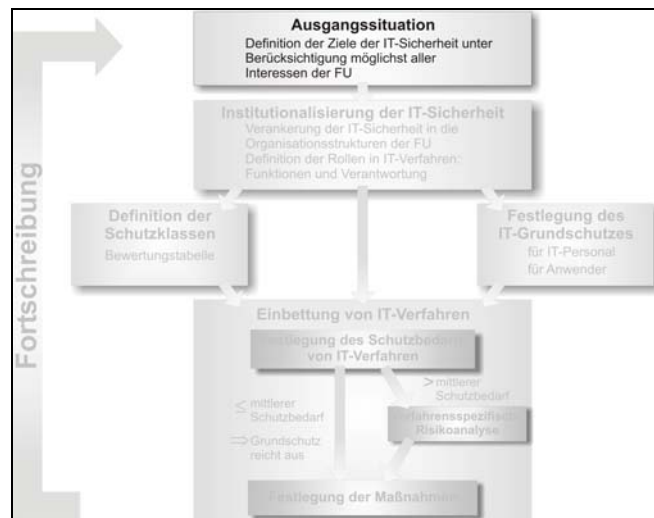 Ausgangssituation
Definition der Ziele der IT-Sicherheit unter
Berücksichtigung möglichst aller
Interessen der FU
Institutionalisierung der IT-Sicherheit
Verankerung der IT-Sicherheit in die
Organisationsstrukturen der FU
Definition der Rollen in IT-Verfahren:
Funktionen und Verantwortung
Fortschreibung
Definition der
Schutzklassen
Bewertungstabelle
Festlegung des
IT-Grundschutzes
für IT-Personal
für Anwender
Einbettung von IT-Verfahren
des
von IT-Verfahren
≤ mittlerer
Schutzbedarf
⇒ Grundschutz
reicht aus
> mittlerer
Schutzbedarf
Risikoanalyse
Festlegung der Maßnahmen